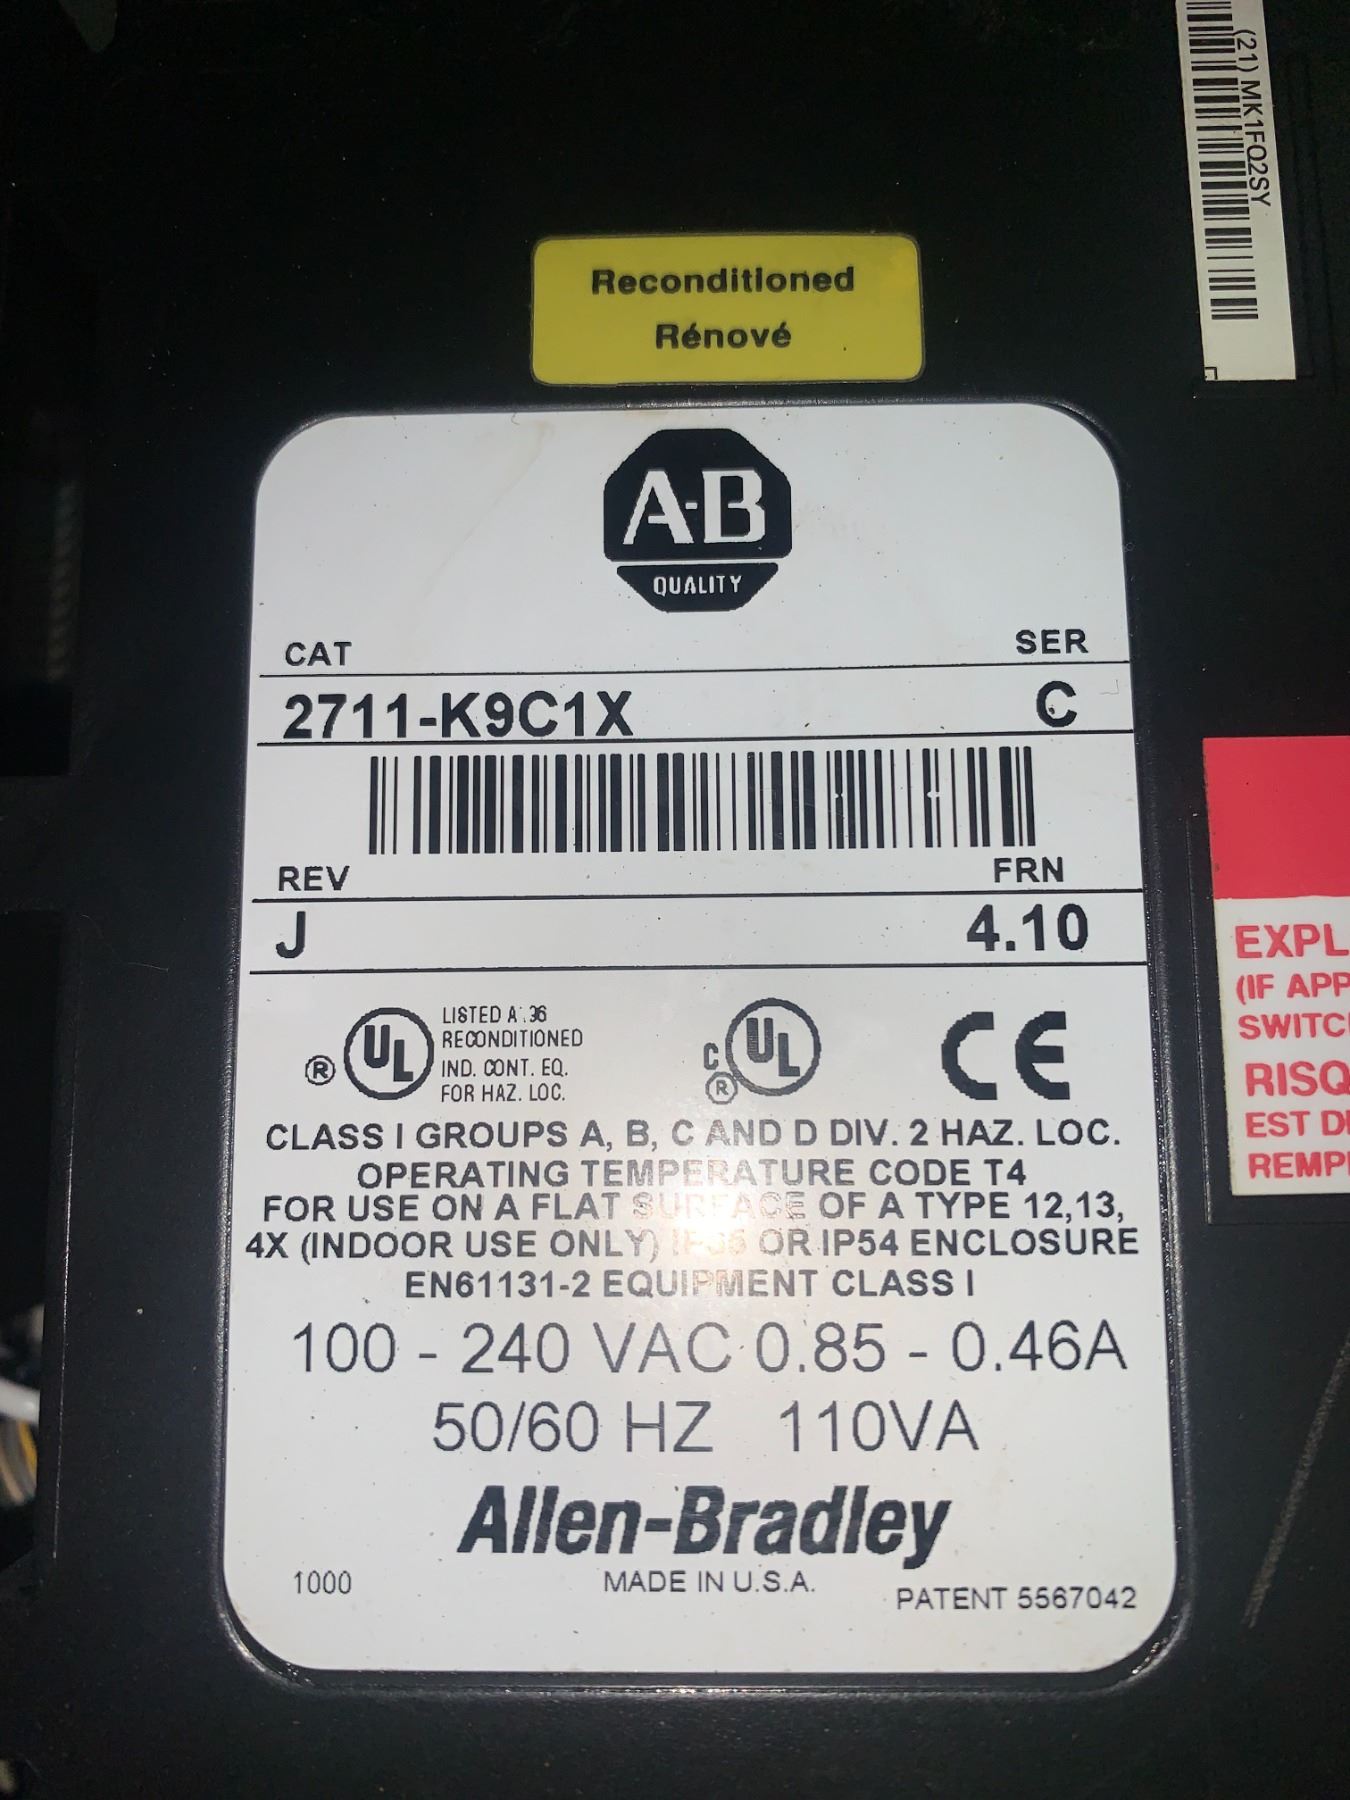 (21) MK1FQ2SY
Reconditioned
Rénové
A-B
QUALITY
CAT SER
2711-K9C1X C
REV FRN
J 4.10
UL LISTED
RECONDITIONED
IND. CONT. EQ.
FOR HAZ. LOC.
®
C UL ®
CE
CLASS I GROUPS A, B, C AND D DIV. 2 HAZ. LOC.
OPERATING TEMPERATURE CODE T4
FOR USE ON A FLAT SURFACE OF A TYPE 12,13,
4X (INDOOR USE ONLY) OR IP54 ENCLOSURE
EN61131-2 EQUIPMENT CLASS I
100 - 240 VAC 0.85 - 0.46A
50/60 HZ 110VA
Allen-Bradley
1000 MADE IN U.S.A. PATENT 5567042
EXPL
(IF APP
SWITC
RISQ
EST D
REMP